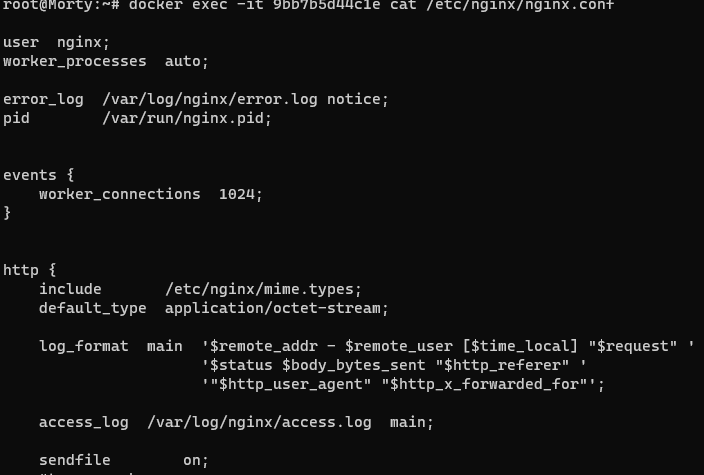 root@Morty:~# docker exec -it 9bb7b5d44c1e cat /etc/nginx/nginx.conf
user  nginx;
worker_processes  auto;
error_log  /var/log/nginx/error.log notice;
pid        /var/run/nginx.pid;
events {
    worker_connections  1024;
}
http {
    include       /etc/nginx/mime.types;
    default_type  application/octet-stream;
    log_format  main  '$remote_addr - $remote_user [$time_local] "$request" '
                      '$status $body_bytes_sent "$http_referer" '
                      '"$http_user_agent" "$http_x_forwarded_for"';
    access_log  /var/log/nginx/access.log  main;
    sendfile        on;